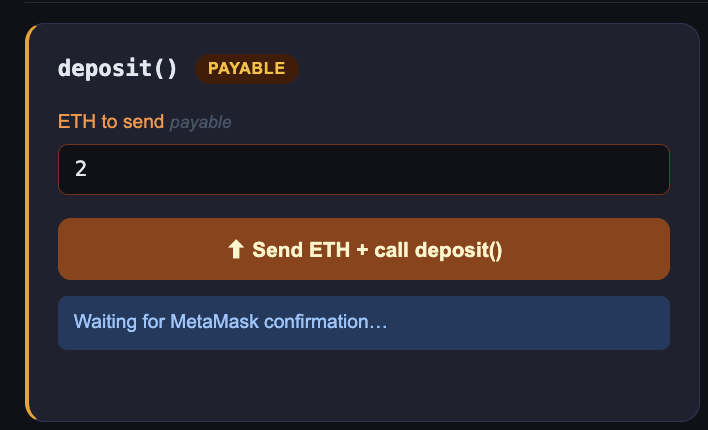 deposit() PAYABLE
ETH to send payable
2
⬆ Send ETH + call deposit()
Waiting for MetaMask confirmation…